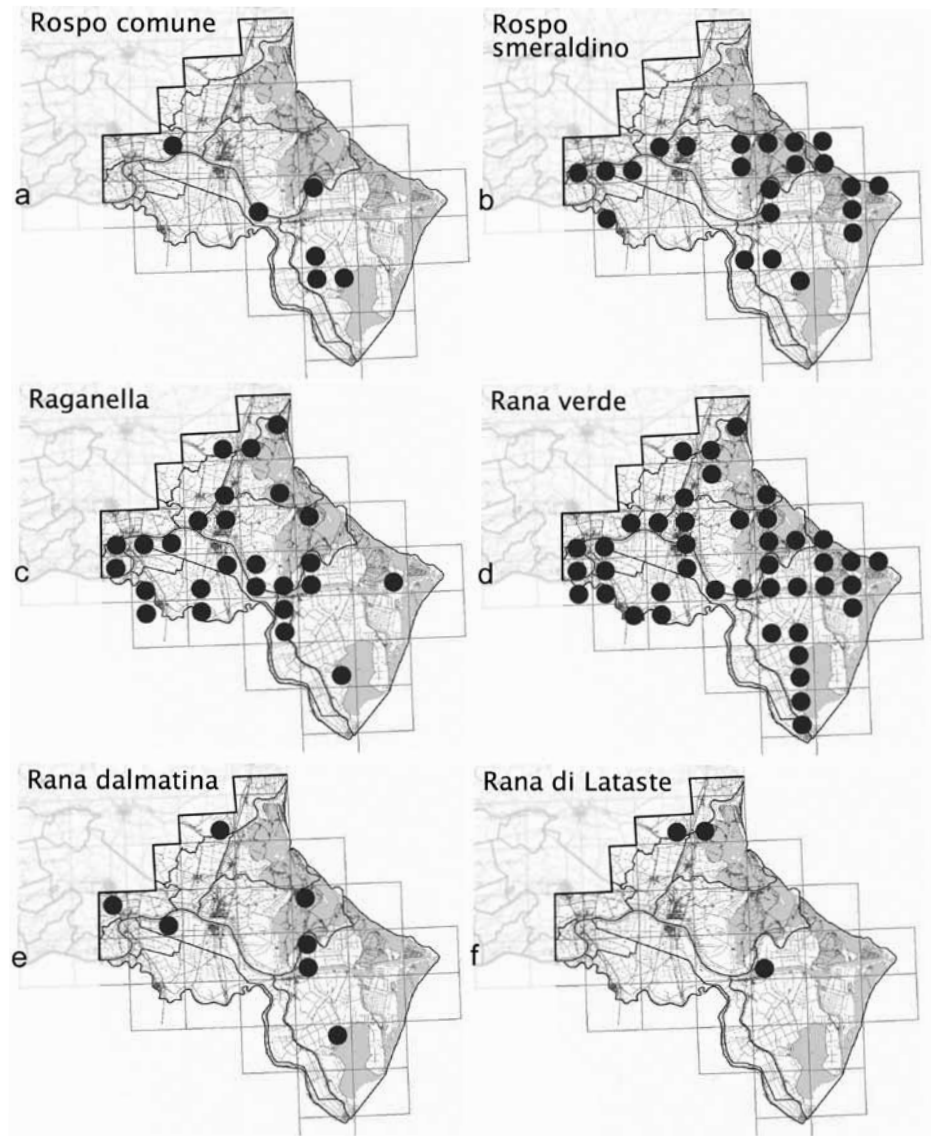 Rospo comune
a
Rospo
smeraldino
b
Raganella
c
Rana verde
d
Rana dalmatina
e
Rana di Lataste
f